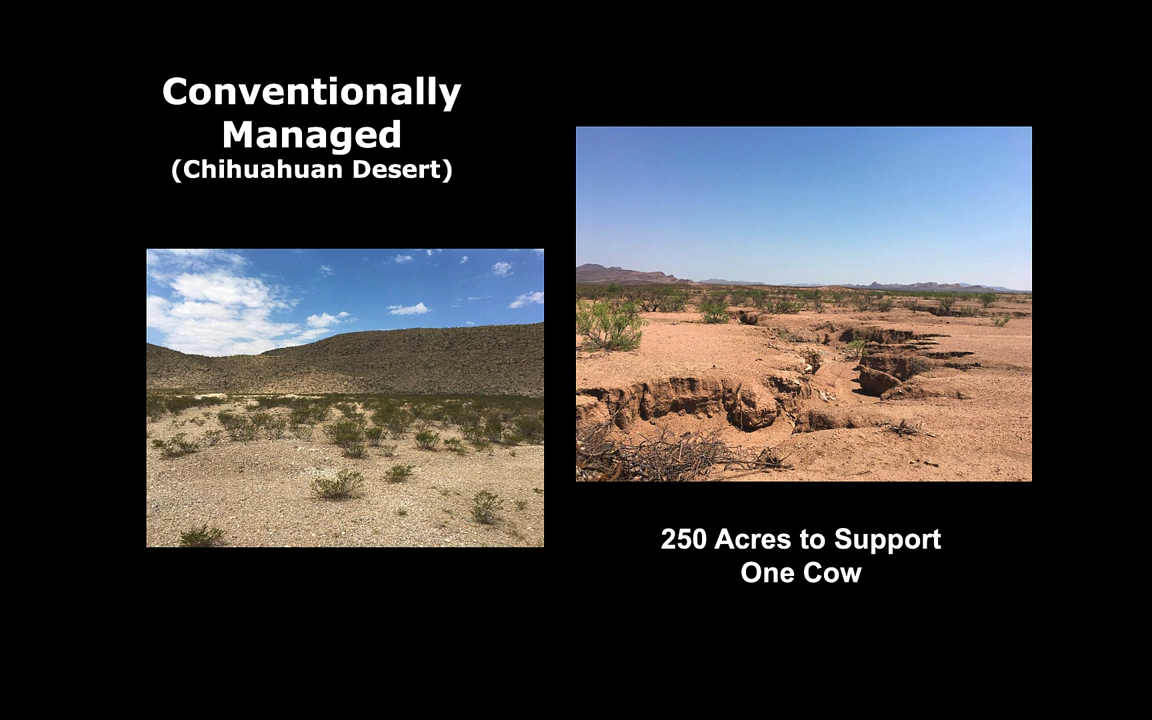 Conventionally
Managed
(Chihuahuan Desert)
250 Acres to Support
One Cow